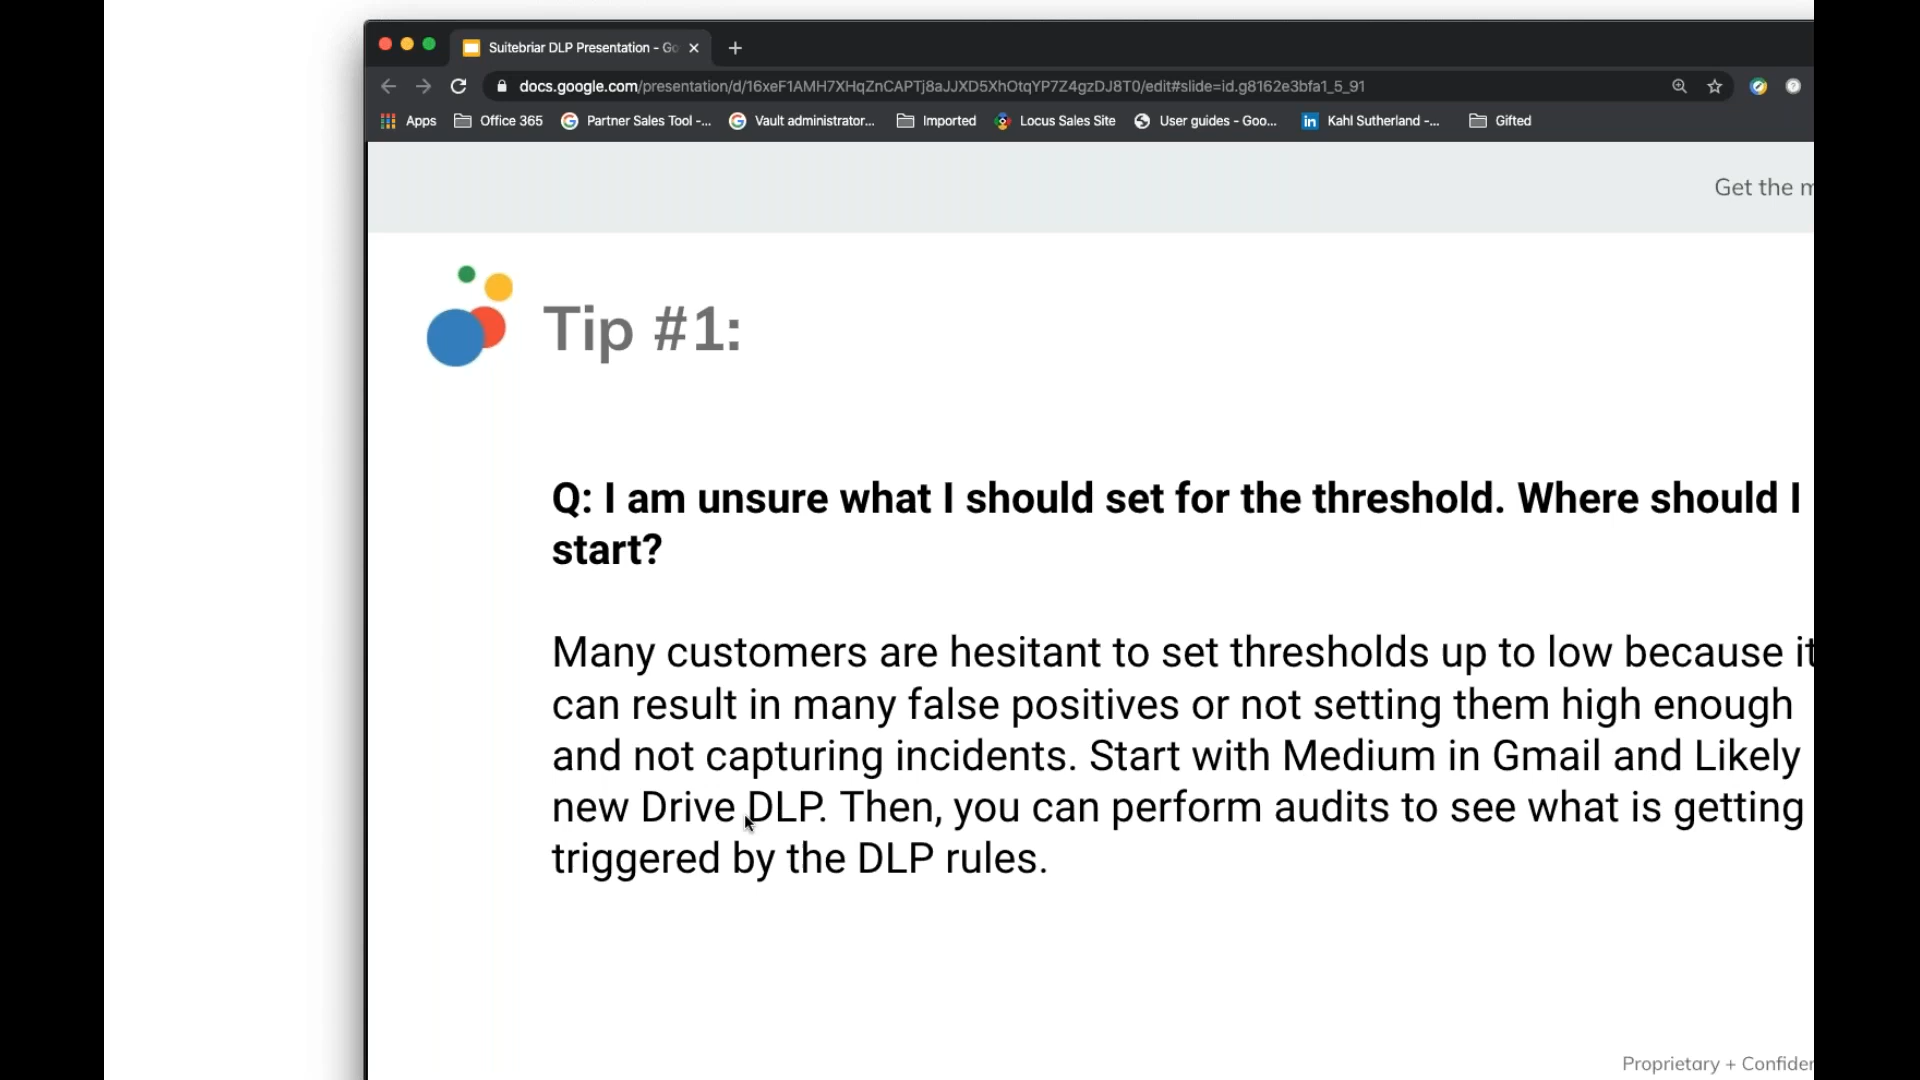 Suitebriar DLP Presentation - Go
docs.google.com/presentation/d/16xeF1AMH7XHqZnCAPTj8aJJXD5XhOtqYP7Z4gzDJ8T0/edit#slide=id.g8162e3bfa1_5_91
Apps Office 365 Partner Sales Tool -... Vault administrator... Imported Locus Sales Site User guides - Goo... Kahl Sutherland -... Gifted
Get the
Tip #1:
Q: I am unsure what I should set for the threshold. Where should I
start?
Many customers are hesitant to set thresholds up to low because it
can result in many false positives or not setting them high enough
and not capturing incidents. Start with Medium in Gmail and Likely
new Drive DLP. Then, you can perform audits to see what is getting
triggered by the DLP rules.
Proprietary + Confiden